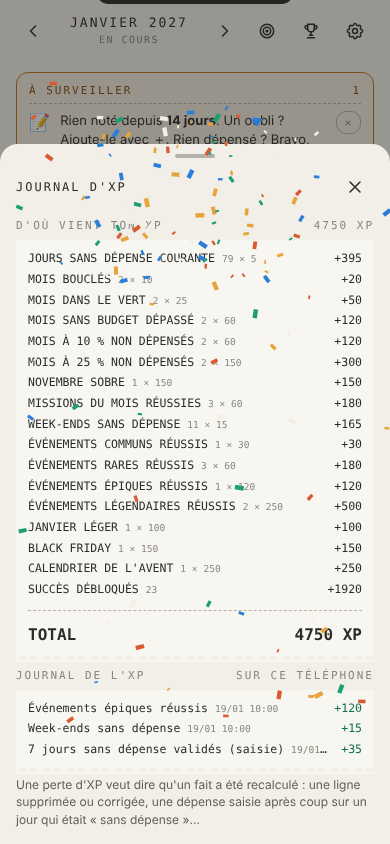 JANVIER 2027
EN COURS
À SURVEILLER 1
Rien noté depuis 14 jours. Un oubli ?
Ajoute-le avec +. Rien dépensé ? Bravo.
JOURNAL D'XP
D'OÙ VIENT TON XP 4750 XP
JOURS SANS DÉPENSE COURANTE 79 × 5 +395
MOIS BOUCLÉS 2 × 10 +20
MOIS DANS LE VERT 2 × 25 +50
MOIS SANS BUDGET DÉPASSÉ 2 × 60 +120
MOIS À 10 % NON DÉPENSÉS 2 × 60 +120
MOIS À 25 % NON DÉPENSÉS 2 × 150 +300
NOVEMBRE SOBRE 1 × 150 +150
MISSIONS DU MOIS RÉUSSIES 3 × 60 +180
WEEK-ENDS SANS DÉPENSE 11 × 15 +165
ÉVÉNEMENTS COMMUNS RÉUSSIS 1 × 30 +30
ÉVÉNEMENTS RARES RÉUSSIS 3 × 60 +180
ÉVÉNEMENTS ÉPIQUES RÉUSSIS 1 × 120 +120
ÉVÉNEMENTS LÉGENDAIRES RÉUSSIS 2 × 250 +500
JANVIER LÉGER 1 × 100 +100
BLACK FRIDAY 1 × 150 +150
CALENDRIER DE L'AVENT 1 × 250 +250
SUCCÈS DÉBLOQUÉS 23 +1920
TOTAL 4750 XP
JOURNAL DE L'XP SUR CE TÉLÉPHONE
Événements épiques réussis 19/01 10:00 +120
Week-ends sans dépense 19/01 10:00 +15
7 jours sans dépense validés (saisie) 19/01… +35
Une perte d'XP veut dire qu'un fait a été recalculé : une ligne
supprimée ou corrigée, une dépense saisie après coup sur un
jour qui était « sans dépense »...